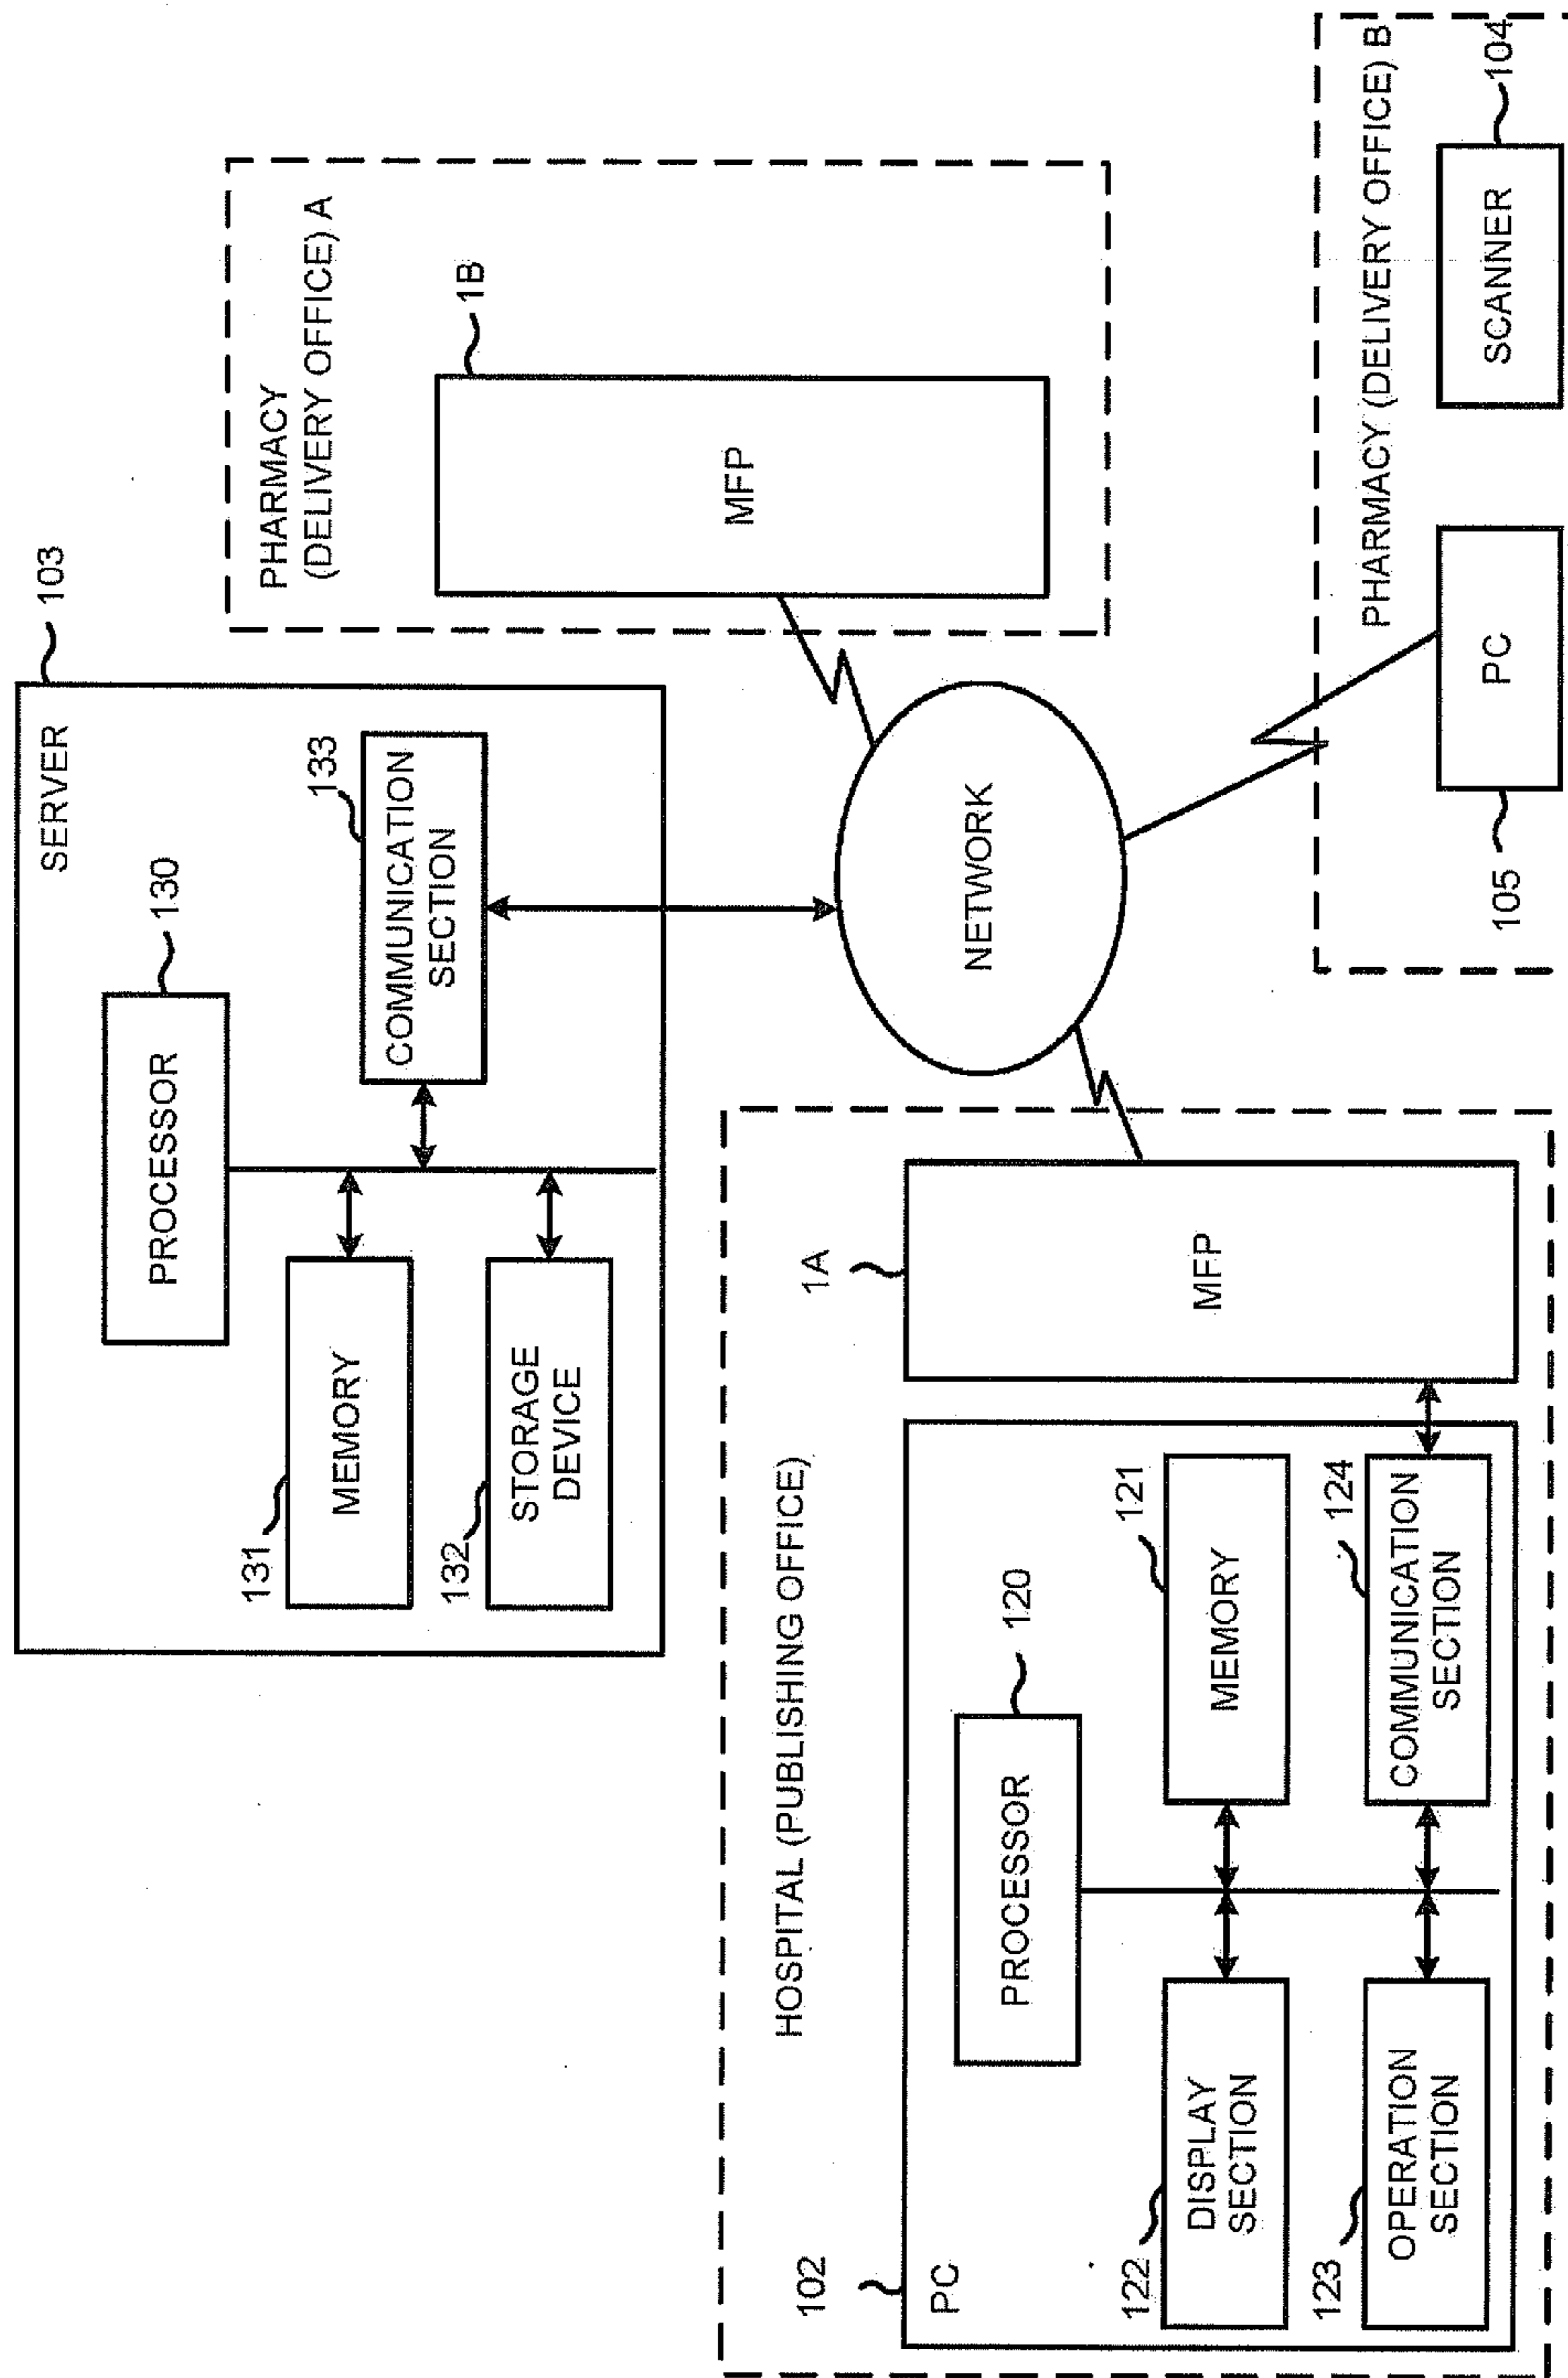 SERVER
103
PROCESSOR
130
MEMORY
131
STORAGE
DEVICE
132
COMMUNICATION
SECTION
133
PHARMACY
(DELIVERY OFFICE) A
MFP
1B
NETWORK
HOSPITAL (PUBLISHING OFFICE)
102
PC
PROCESSOR
120
DISPLAY
SECTION
122
MEMORY
121
OPERATION
SECTION
123
COMMUNICATION
SECTION
124
1A
MFP
PHARMACY (DELIVERY OFFICE) B
105
PC
SCANNER
104